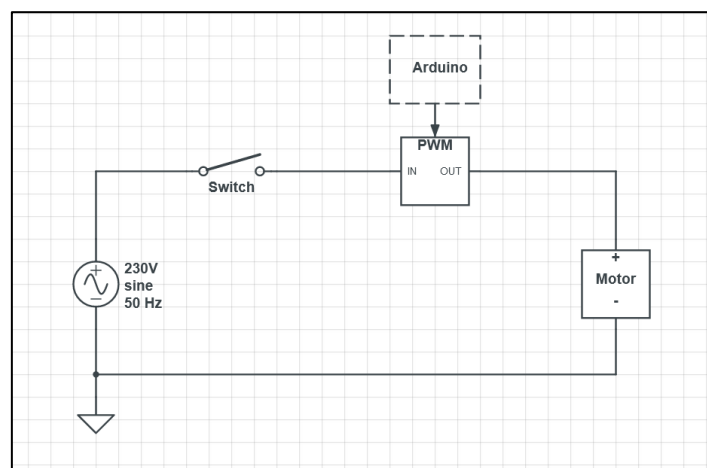 Arduino
PWM
IN OUT
Switch
+
230V
sine
50 Hz
+
Motor
-